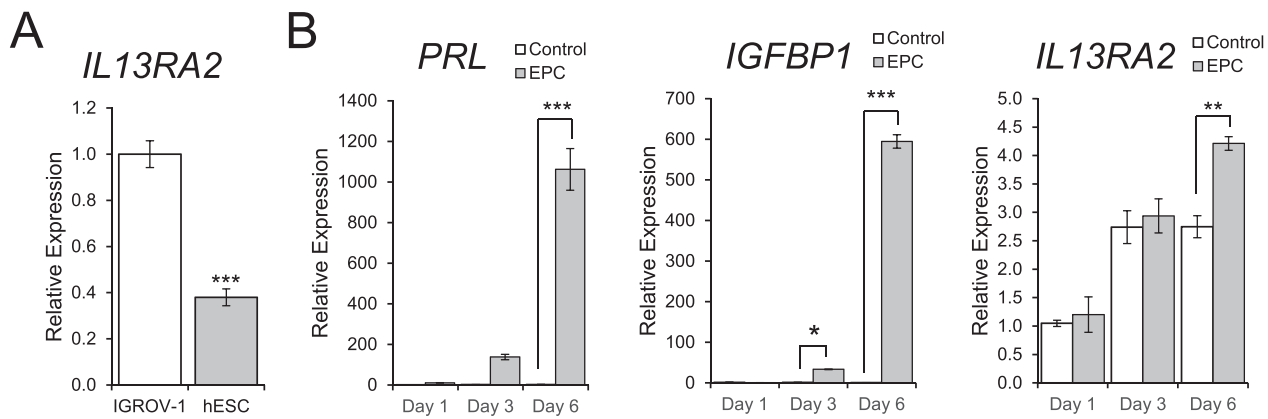 A
IL13RA2
Relative Expression
1.2
1.0
0.8
0.6
0.4
0.2
0.0
***
IGROV-1 hESC
B
PRL
Control
EPC
Relative Expression
1400
1200
1000
800
600
400
200
0
***
Day 1 Day 3 Day 6
IGFBP1
Control
EPC
Relative Expression
700
600
500
400
300
200
100
0
*
***
Day 1 Day 3 Day 6
IL13RA2
Control
EPC
Relative Expression
5.0
4.5
4.0
3.5
3.0
2.5
2.0
1.5
1.0
0.5
0.0
**
Day 1 Day 3 Day 6